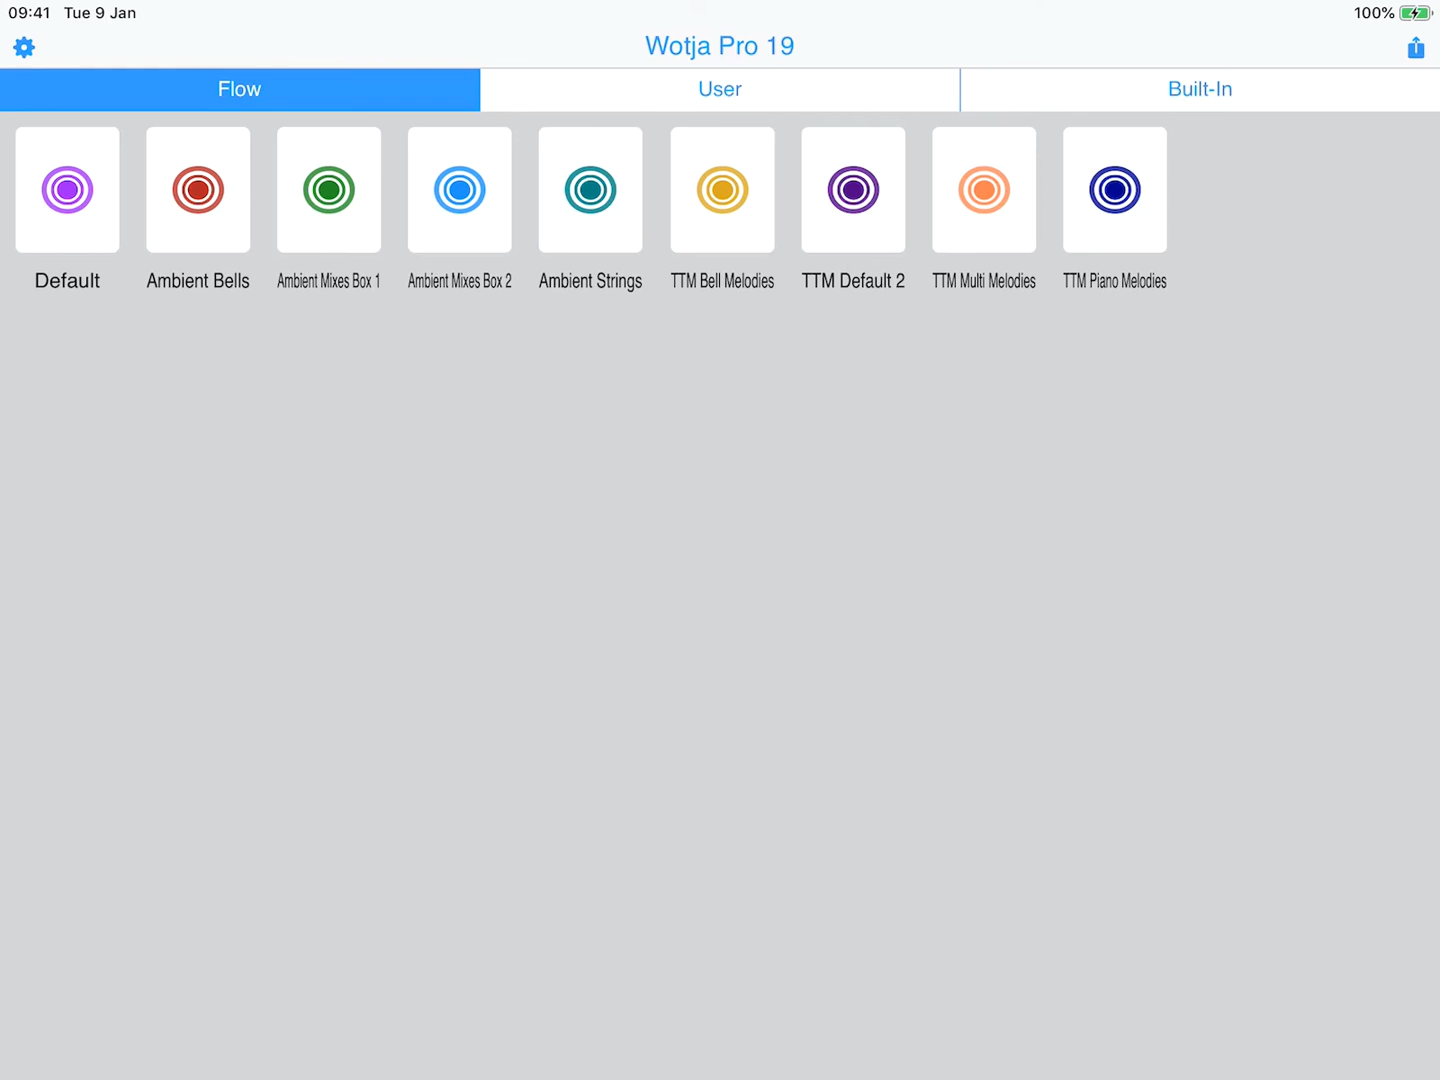 09:41 Tue 9 Jan 100%
Wotja Pro 19
Flow User Built-In
Default Ambient Bells Ambient Mixes Box 1 Ambient Mixes Box 2 Ambient Strings TTM Bell Melodies TTM Default 2 TTM Multi Melodies TTM Piano Melodies